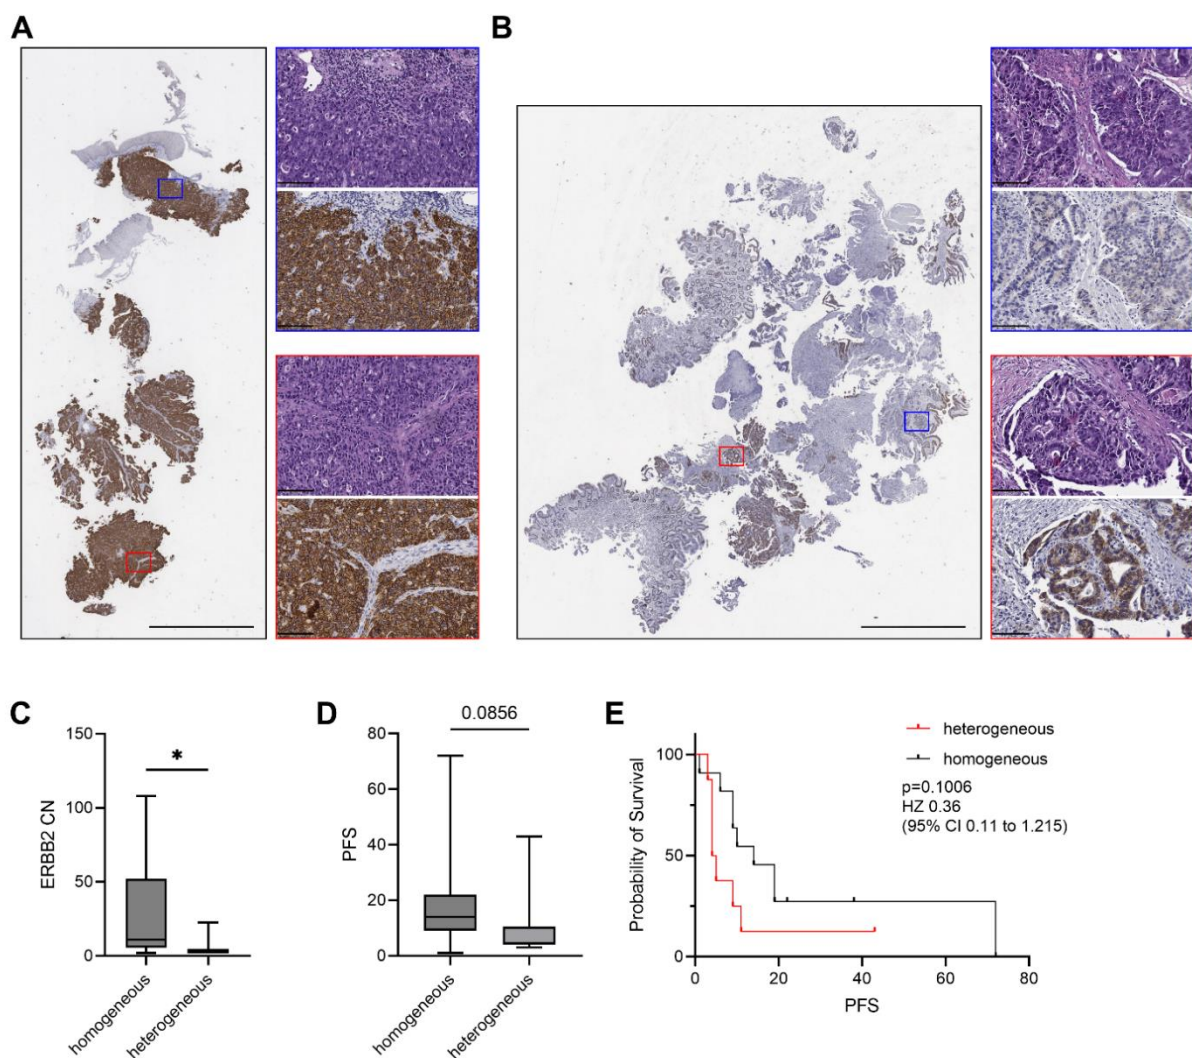 A
B
C
150
100
50
0
ERBB2 CN
*
homogeneous
heterogeneous
D
80
60
40
20
0
PFS
0.0856
homogeneous
heterogeneous
E
heterogeneous
homogeneous
p=0.1006
HZ 0.36
(95% CI 0.11 to 1.215)
100
50
0
Probability of Survival
0 20 40 60 80
PFS